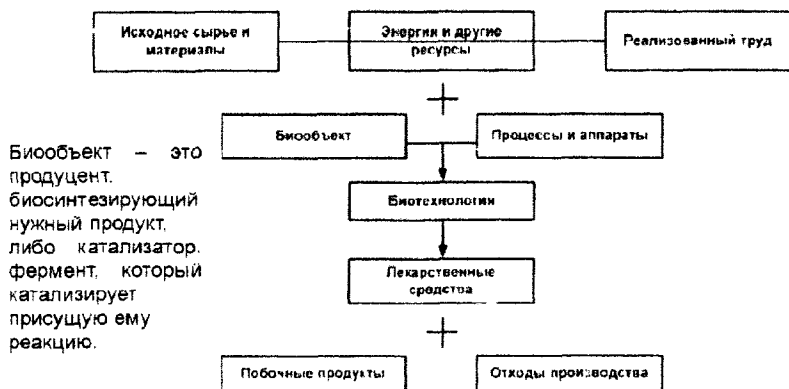 Исходное сырье и
материалы
Энергия и другие
ресурсы
Реализованный труд
Биообъект
Процессы и аппараты
Биообъект – это
продуцент,
биосинтезирующий
нужный продукт,
либо катализатор.
фермент, который
катализирует
присущую ему
реакцию.
Биотехнология
Лекарственные
средства
Побочные продукты
Отходы производства